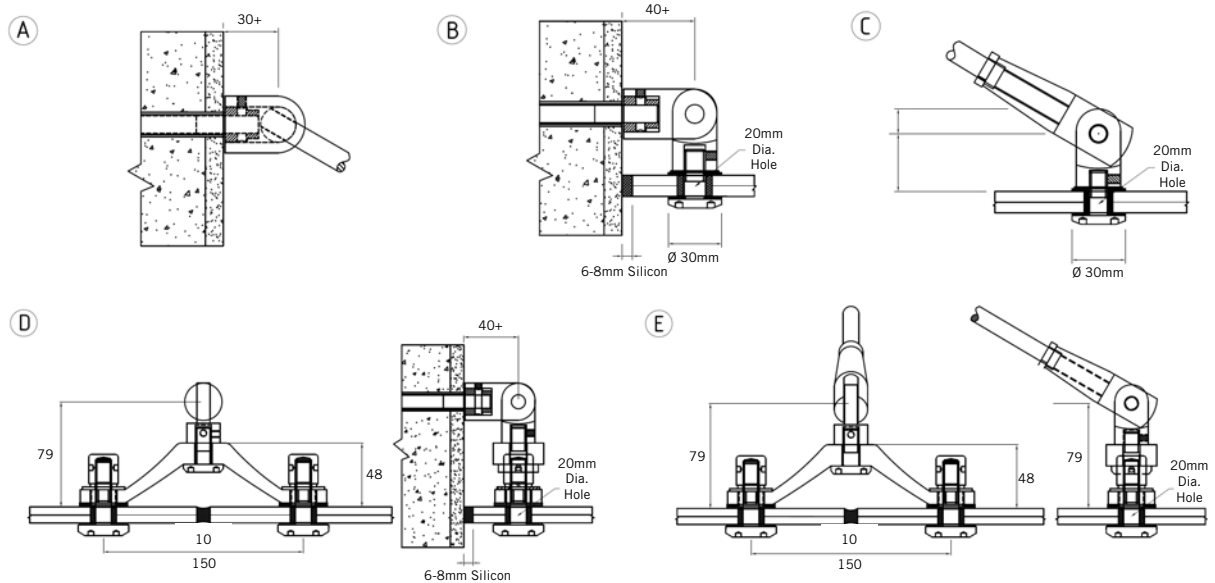 A
30+
B
40+
20mm
Dia.
Hole
Ø 30mm
6-8mm Silicon
C
20mm
Dia.
Hole
Ø 30mm
D
79
48
10
150
40+
20mm
Dia.
Hole
6-8mm Silicon
E
79
48
10
150
79
20mm
Dia.
Hole